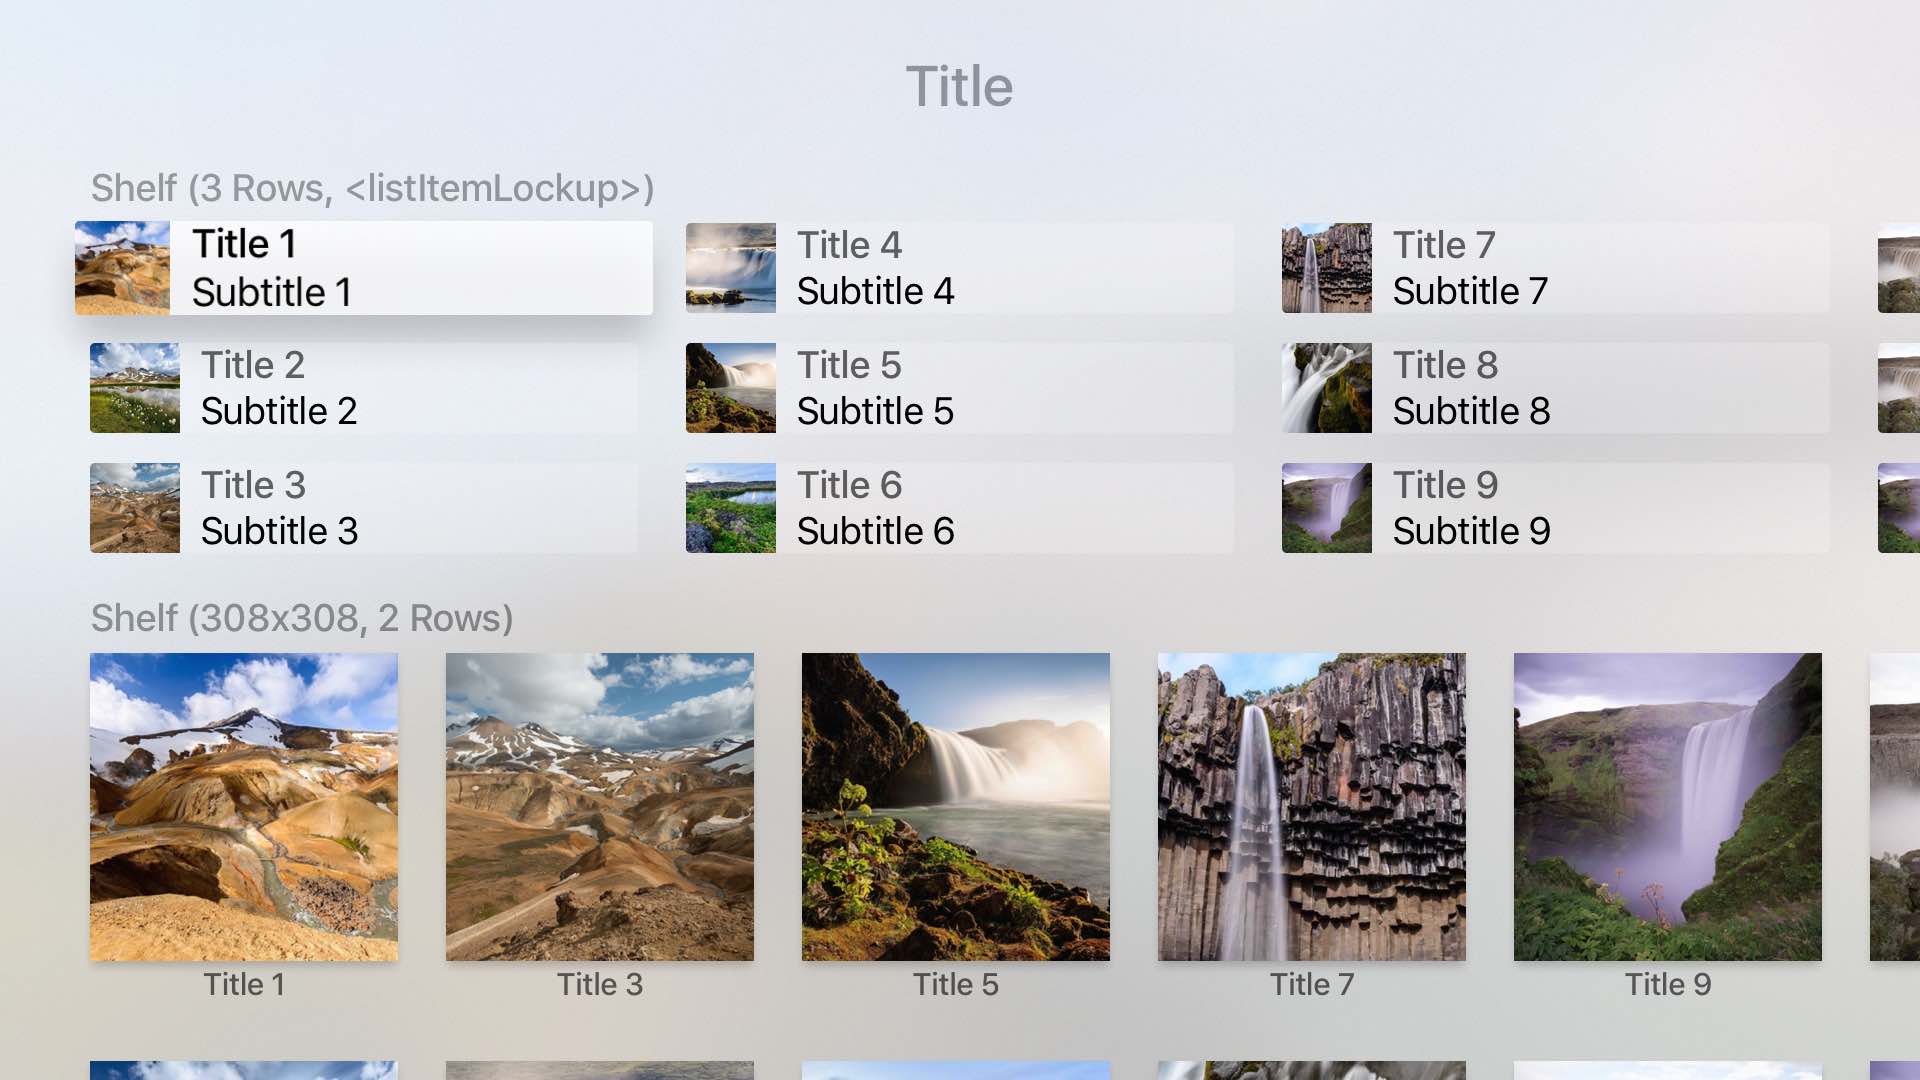 Title
Shelf (3 Rows, <listItemLockup>)
Title 1
Subtitle 1
Title 4
Subtitle 4
Title 7
Subtitle 7
Title 2
Subtitle 2
Title 5
Subtitle 5
Title 8
Subtitle 8
Title 3
Subtitle 3
Title 6
Subtitle 6
Title 9
Subtitle 9
Shelf (308x308, 2 Rows)
Title 1
Title 3
Title 5
Title 7
Title 9